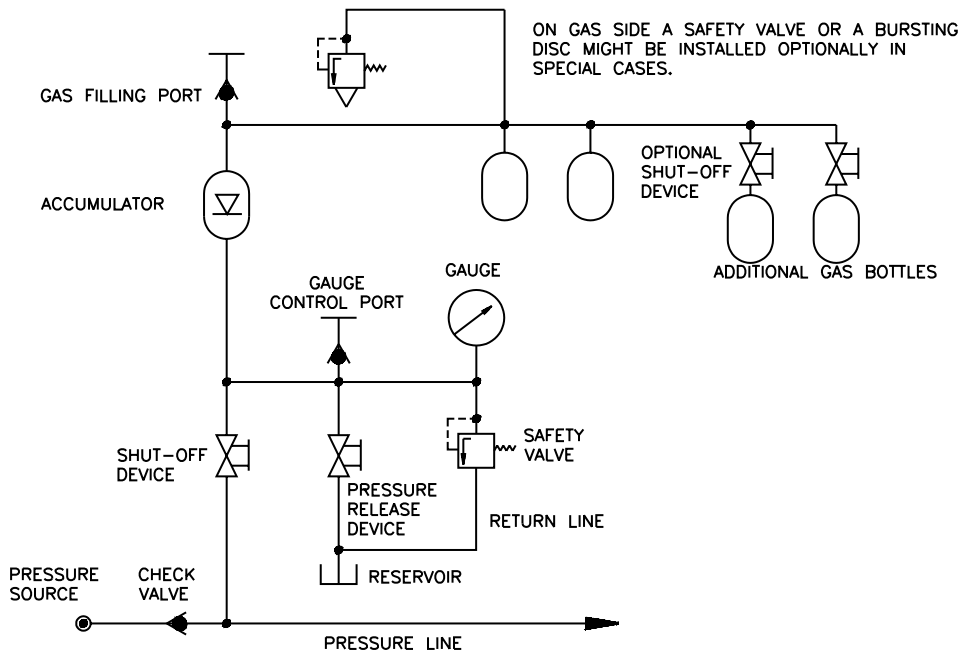 ON GAS SIDE A SAFETY VALVE OR A BURSTING
DISC MIGHT BE INSTALLED OPTIONALLY IN
SPECIAL CASES.
GAS FILLING PORT
OPTIONAL
SHUT-OFF
DEVICE
ACCUMULATOR
ADDITIONAL GAS BOTTLES
GAUGE
CONTROL PORT
GAUGE
SHUT-OFF
DEVICE
SAFETY
VALVE
PRESSURE
RELEASE
DEVICE
RETURN LINE
RESERVOIR
PRESSURE
SOURCE
CHECK
VALVE
PRESSURE LINE